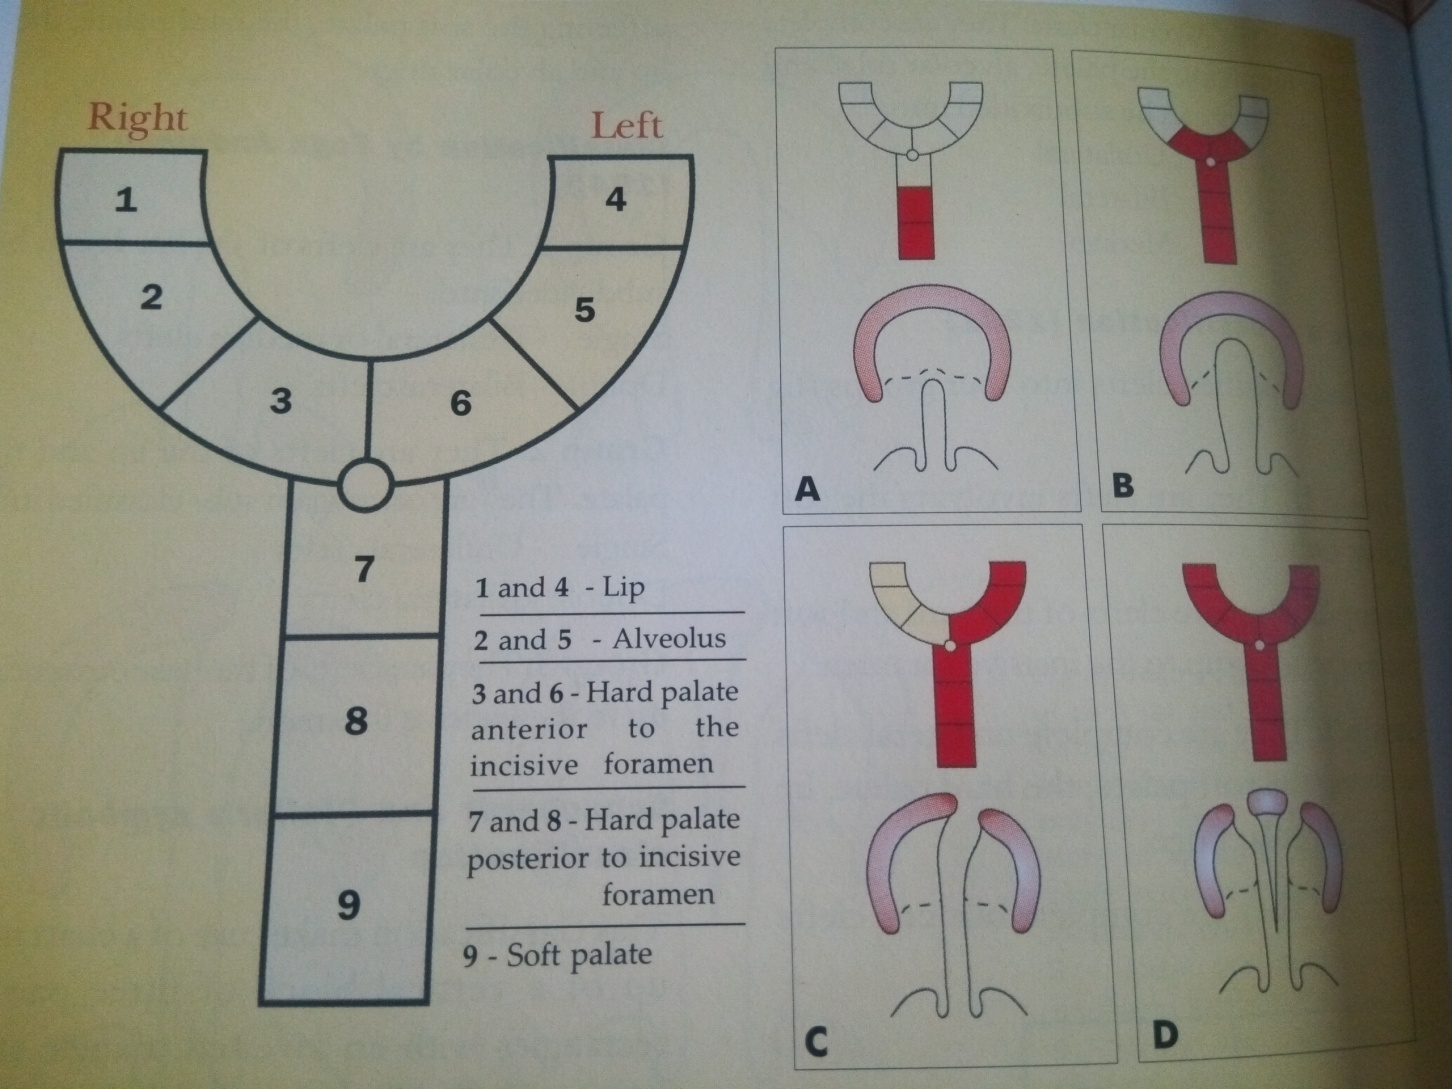 Right
Left
1
4
2
5
3
6
7
8
9
1 and 4 - Lip
2 and 5 - Alveolus
3 and 6 - Hard palate
anterior to the
incisive foramen
7 and 8 - Hard palate
posterior to incisive
foramen
9 - Soft palate
A
B
C
D